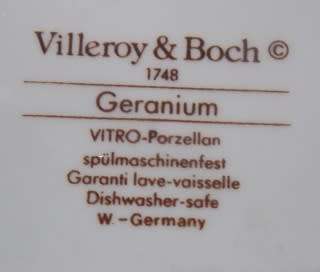 Villeroy & Boch ©
1748
Geranium
VITRO-Porzellan
spülmaschinenfest
Garanti lave-vaisselle
Dishwasher-safe
W.-Germany